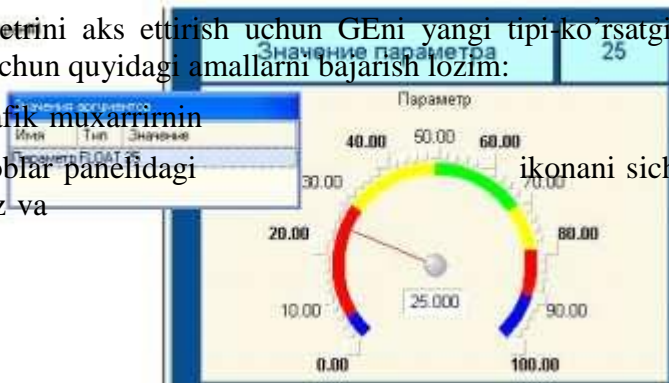 etrini aks ettirish uchun GEni yangi tipi-ko’rsatgi
Значение параметра 25
chun quyidagi amallarni bajarish lozim:
Значения аргументов
Параметр
afik muxarrirnin
Имя Тип Значение
40.00 50.00 60.00
Параметр FLOAT 25
oblar panelidagi ikonani sich
30.00 70.00
z va
20.00 80.00
25.000
10.00 90.00
0.00 100.00